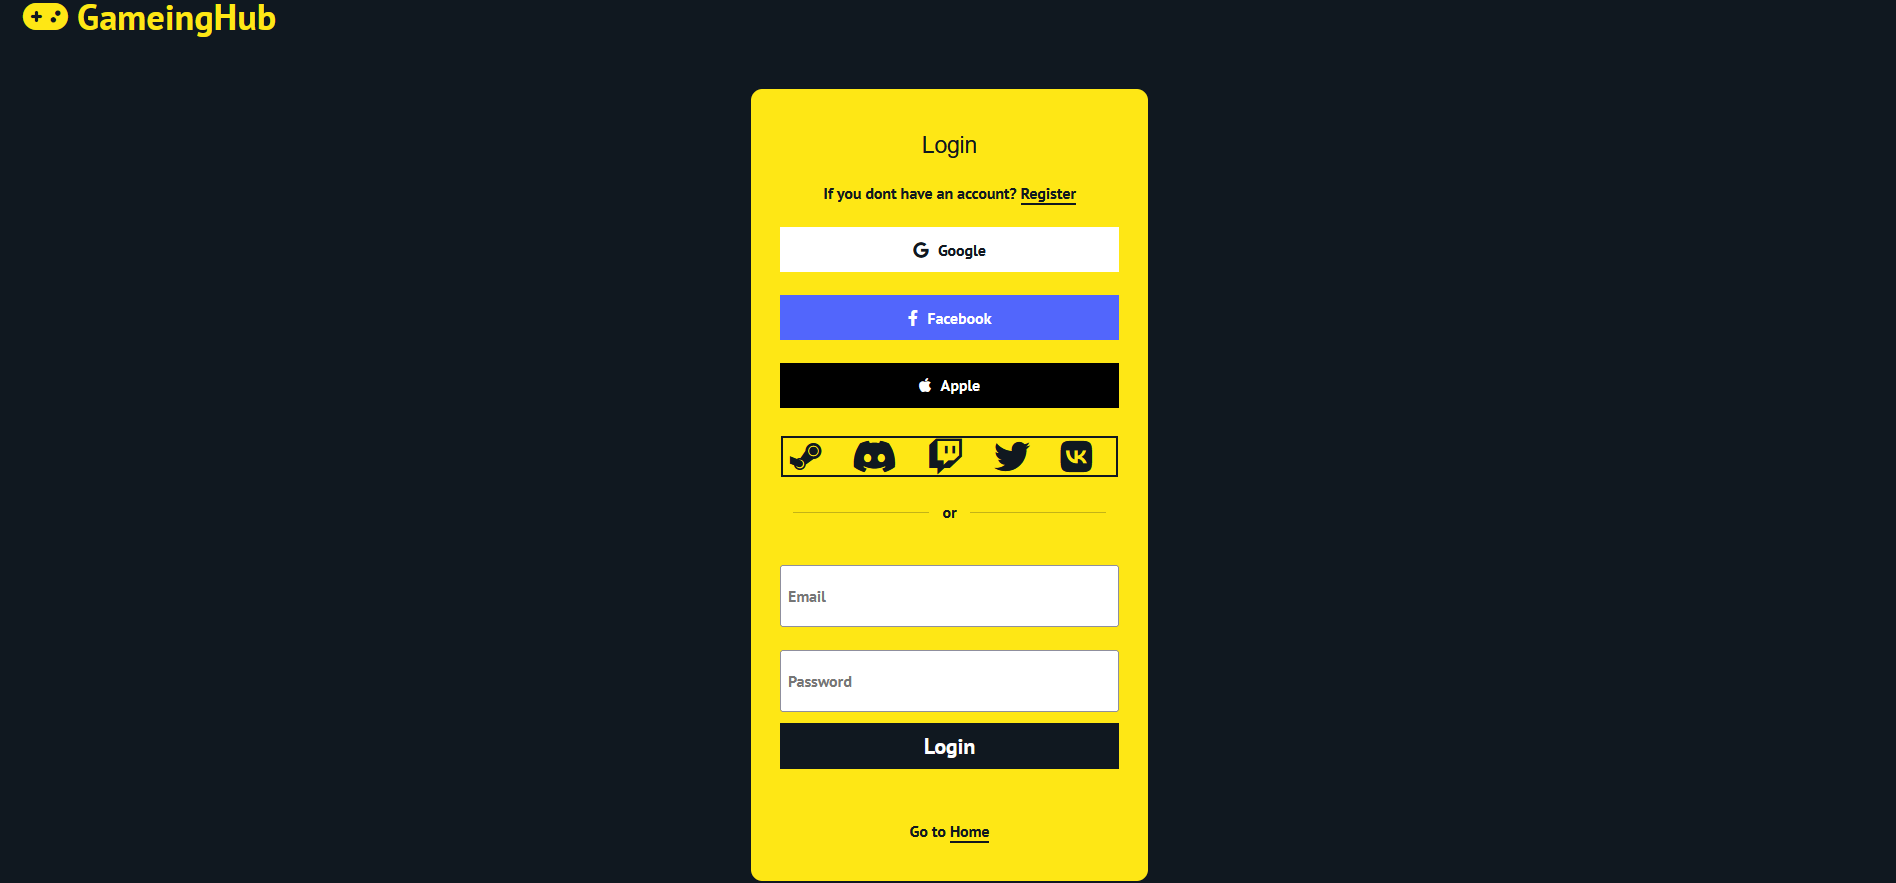 GameingHub
Login
If you dont have an account? Register
Google
Facebook
Apple
or
Email
Password
Login
Go to Home